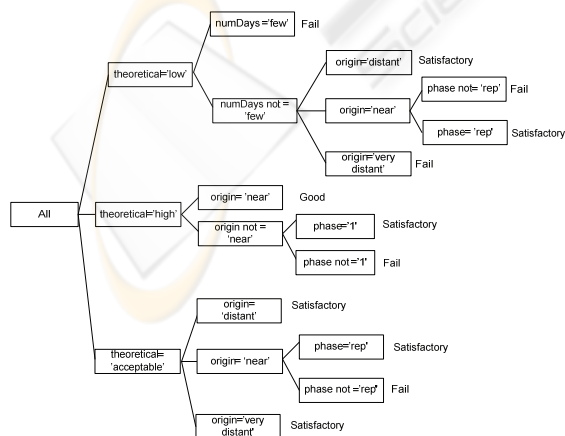 numDays ='few' Fail
theoretical='low'
numDays not =
'few'
origin='distant' Satisfactory
origin='near'
phase not= 'rep' Fail
phase= 'rep' Satisfactory
origin='very
distant' Fail
All
theoretical='high'
origin= 'near' Good
origin not =
'near'
phase='1' Satisfactory
phase not ='1' Fail
theoretical=
'acceptable'
origin=
'distant' Satisfactory
origin= 'near'
phase='rep' Satisfactory
phase not ='rep' Fail
origin='very
distant' Satisfactory